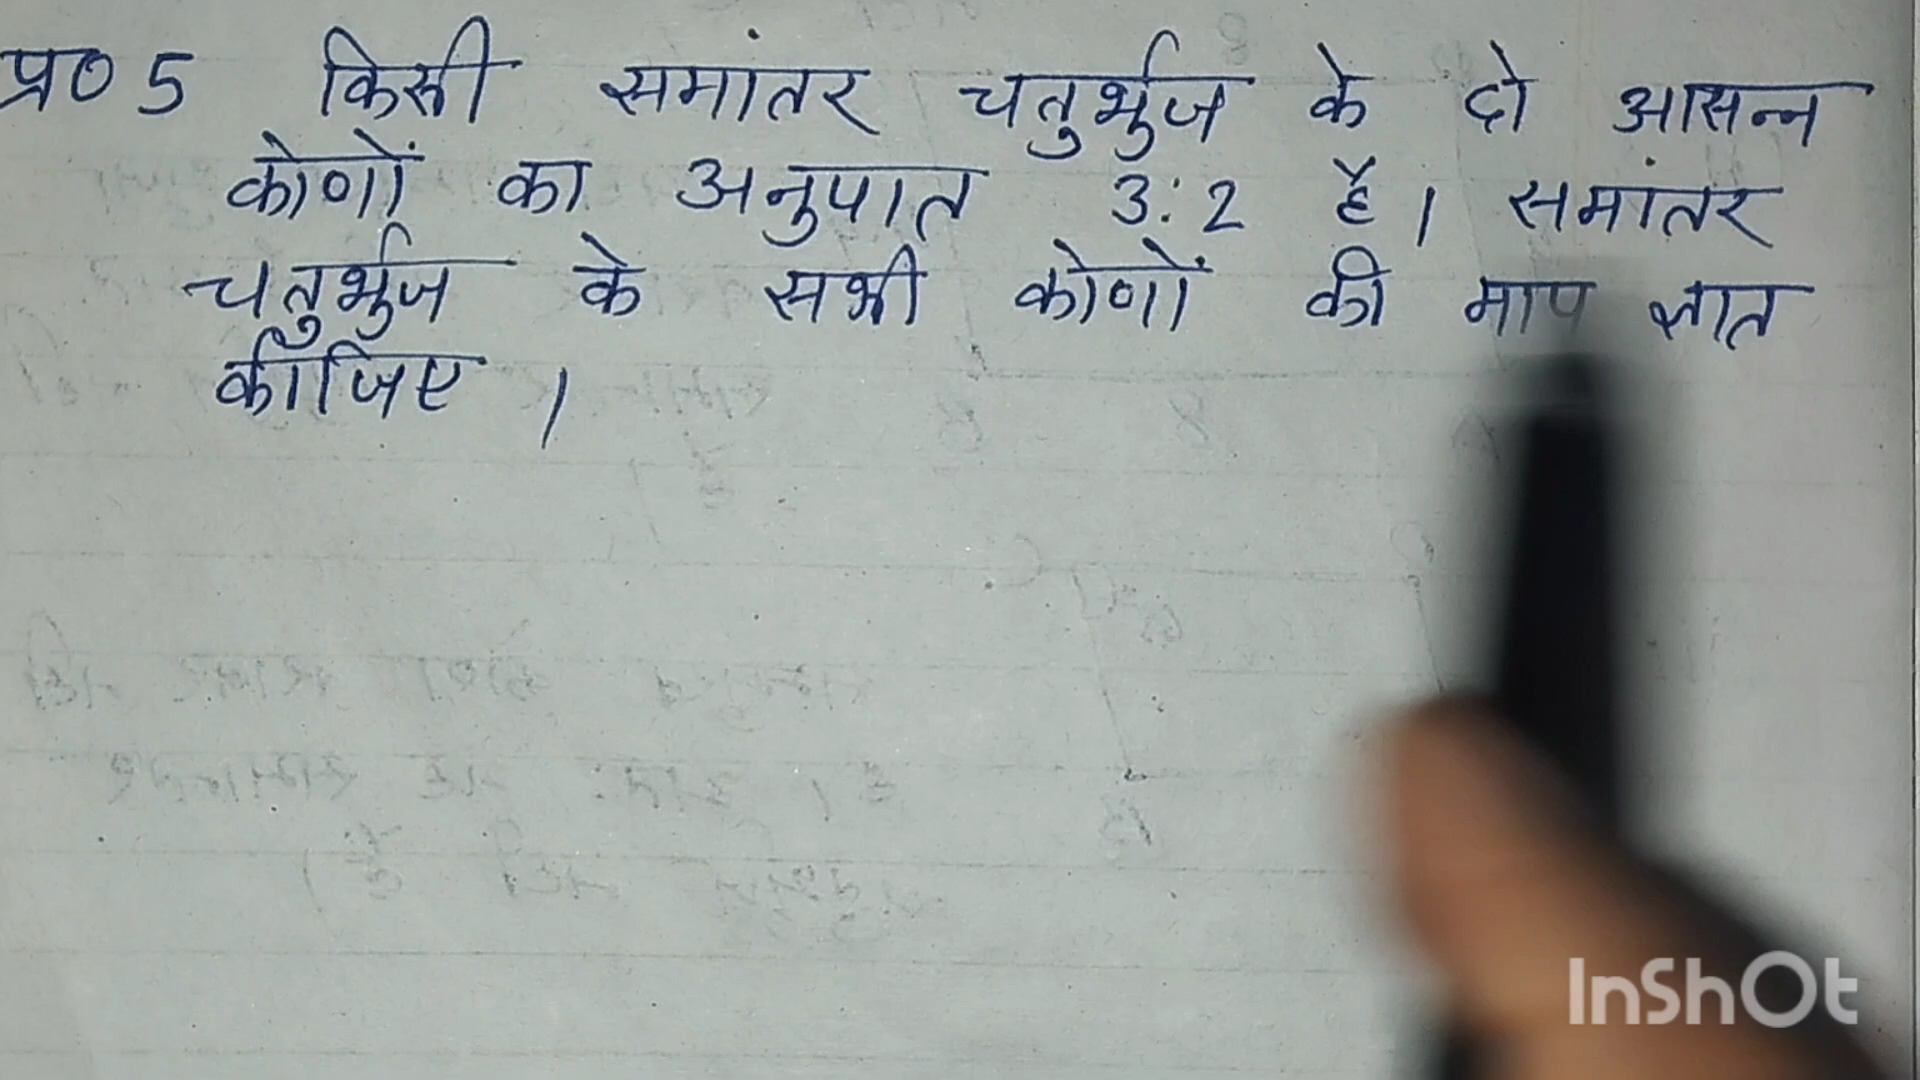 प्र० 5 किसी समांतर चतुर्भुज के दो आसन्न
कोणों का अनुपात 3:2 है। समांतर
चतुर्भुज के सभी कोणों की माप ज्ञात
कीजिए ।
InShOt